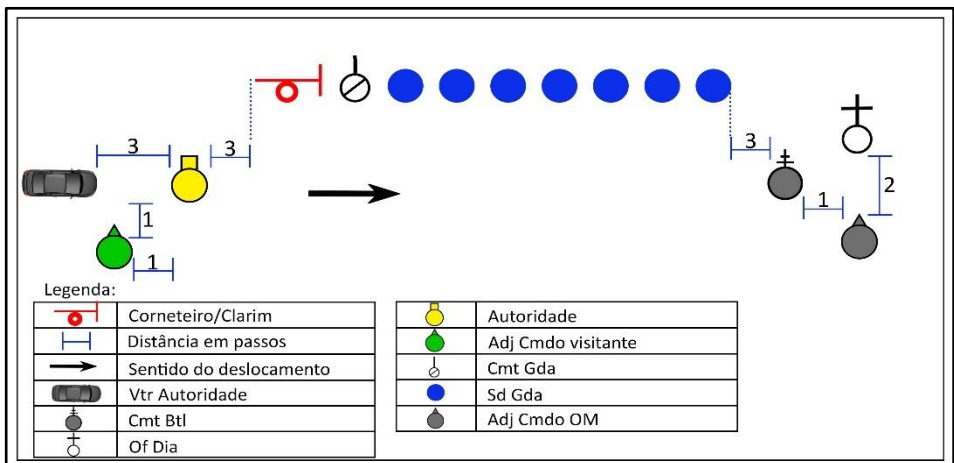 3
3
3
2
1
1
1
Legenda:
Corneteiro/Clarim
Distância em passos
Sentido do deslocamento
Vtr Autoridade
Cmt Btl
Of Dia
Autoridade
Adj Cmdo visitante
Cmt Gda
Sd Gda
Adj Cmdo OM